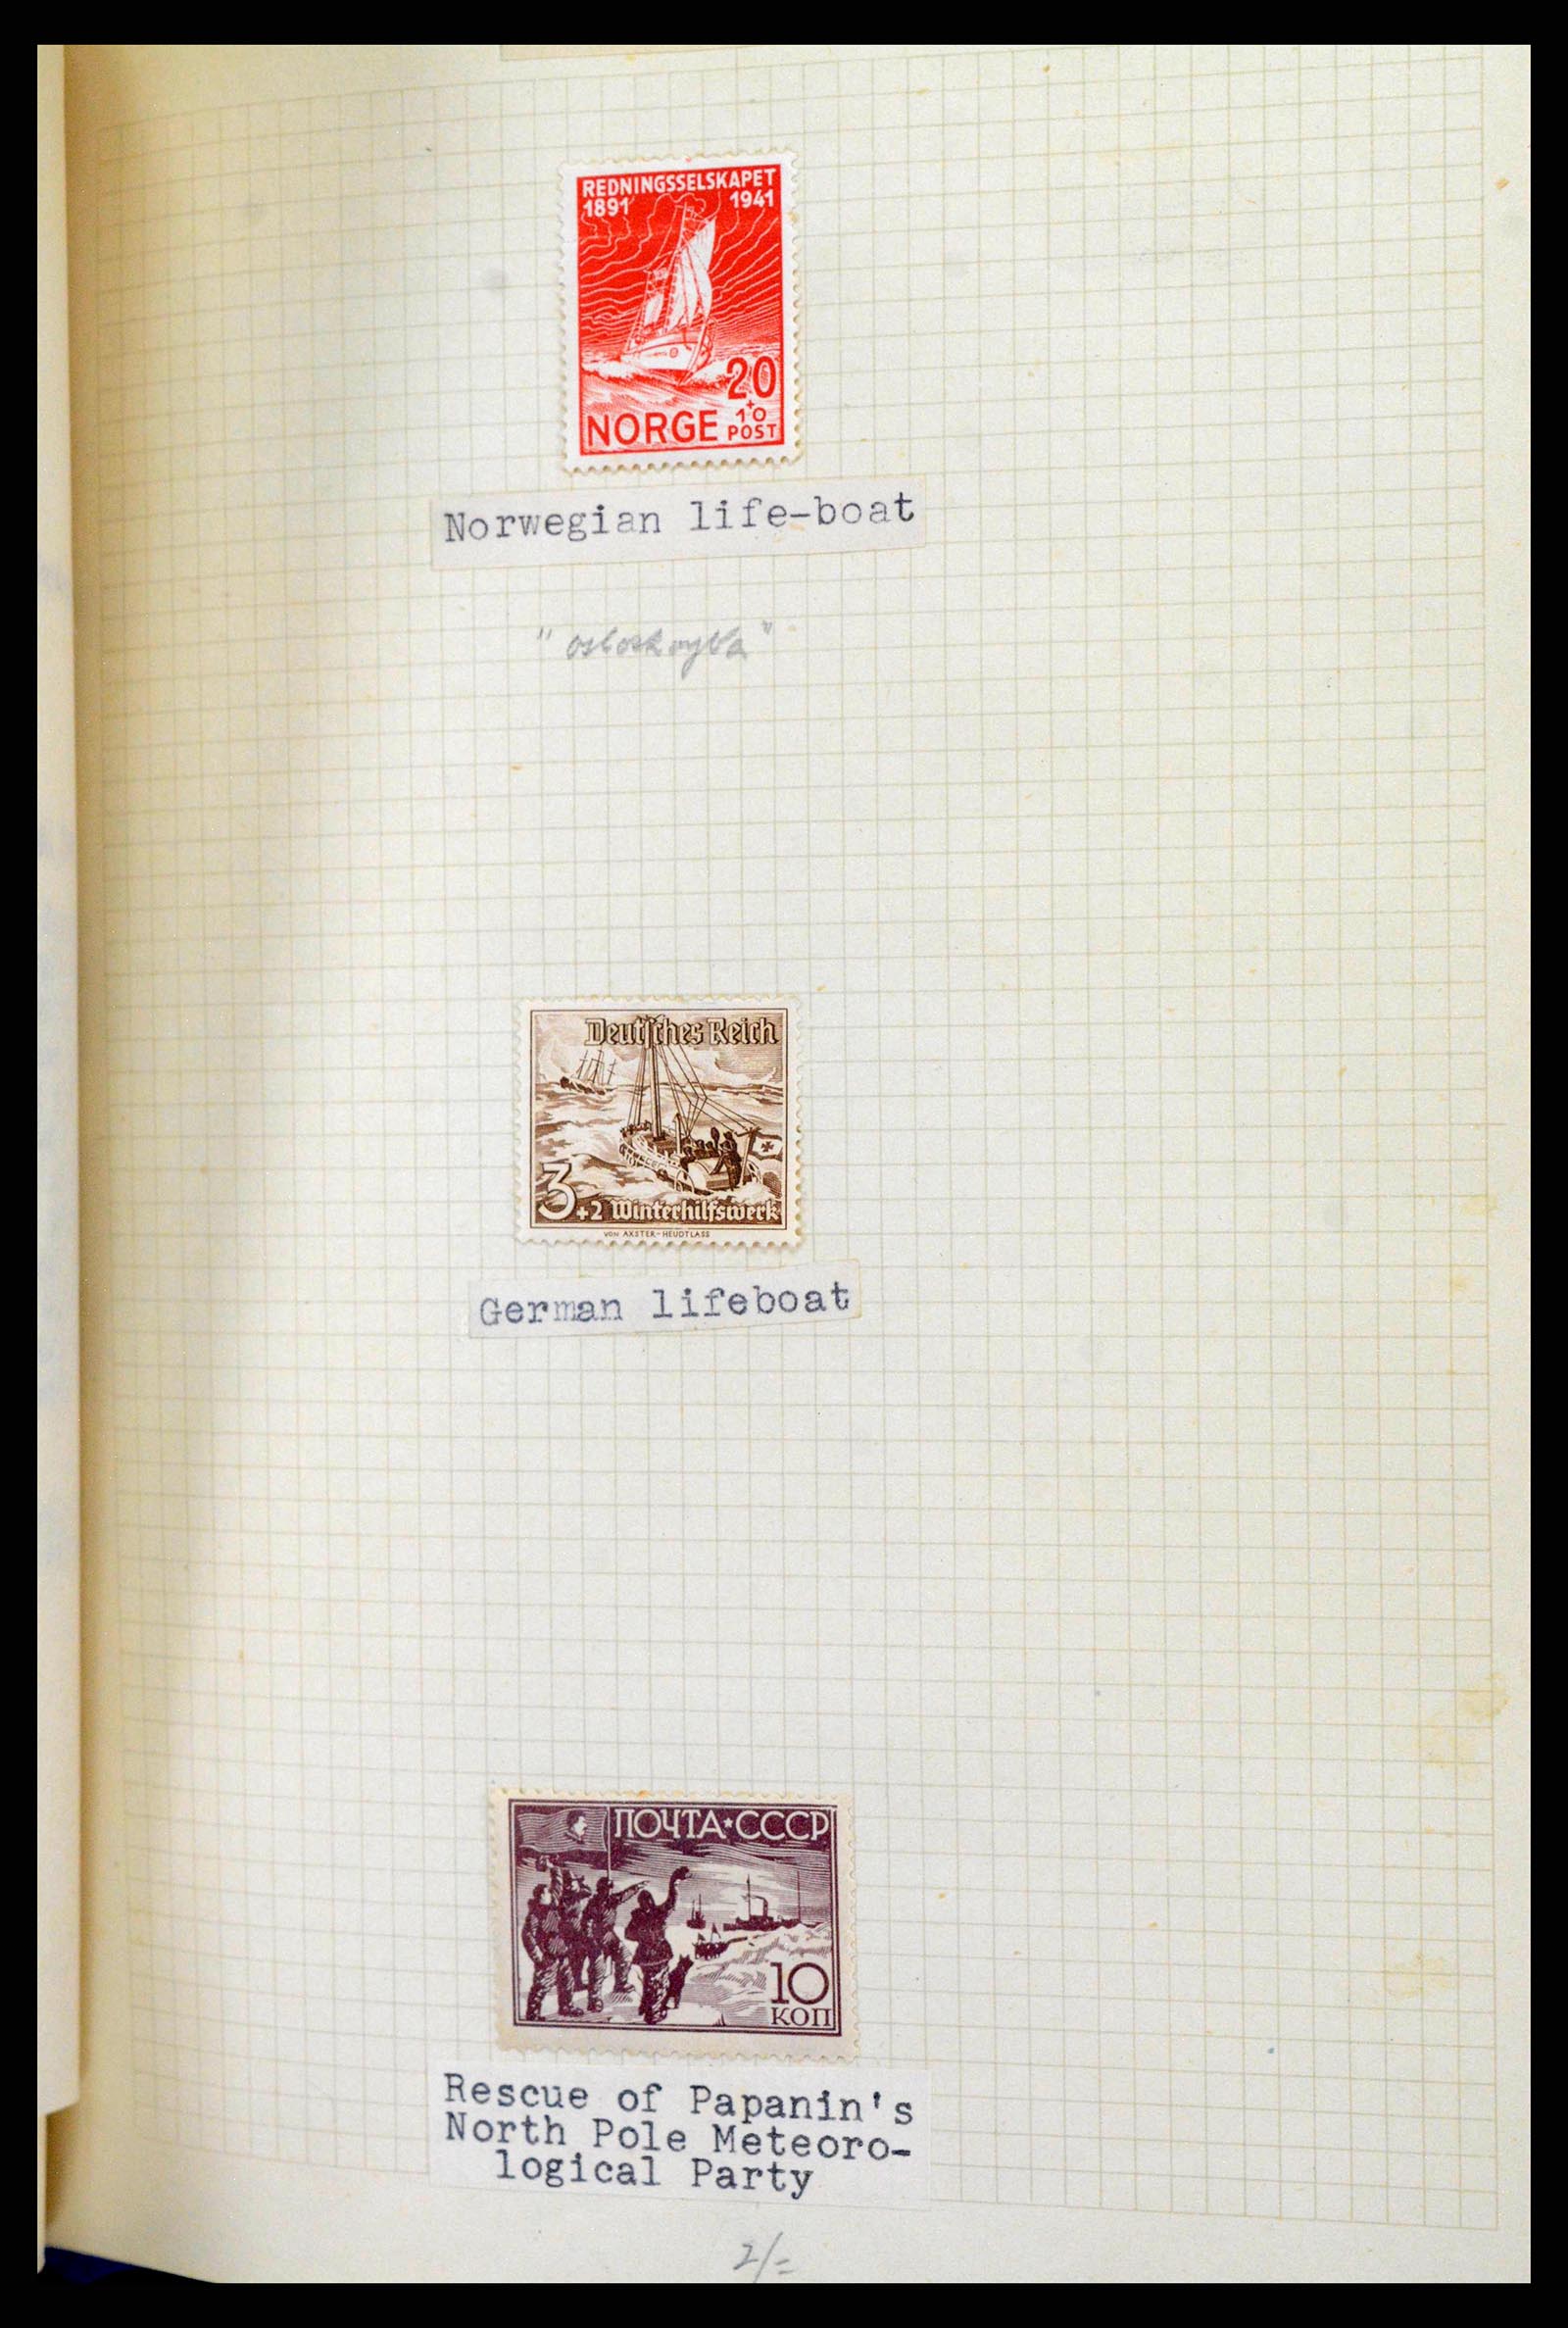 REDNINGSSELSKAPET
1891 1941
20
+
10
NORGE POST
Norwegian life-boat
"osloskoyta"
Deutsches Reich
3+2 Winterhilfswerk
VON AXSTER-HEUDTLASS
German lifeboat
ПОЧТА★СССР
10
КОП
Rescue of Papanin's
North Pole Meteoro-
logical Party
2/=